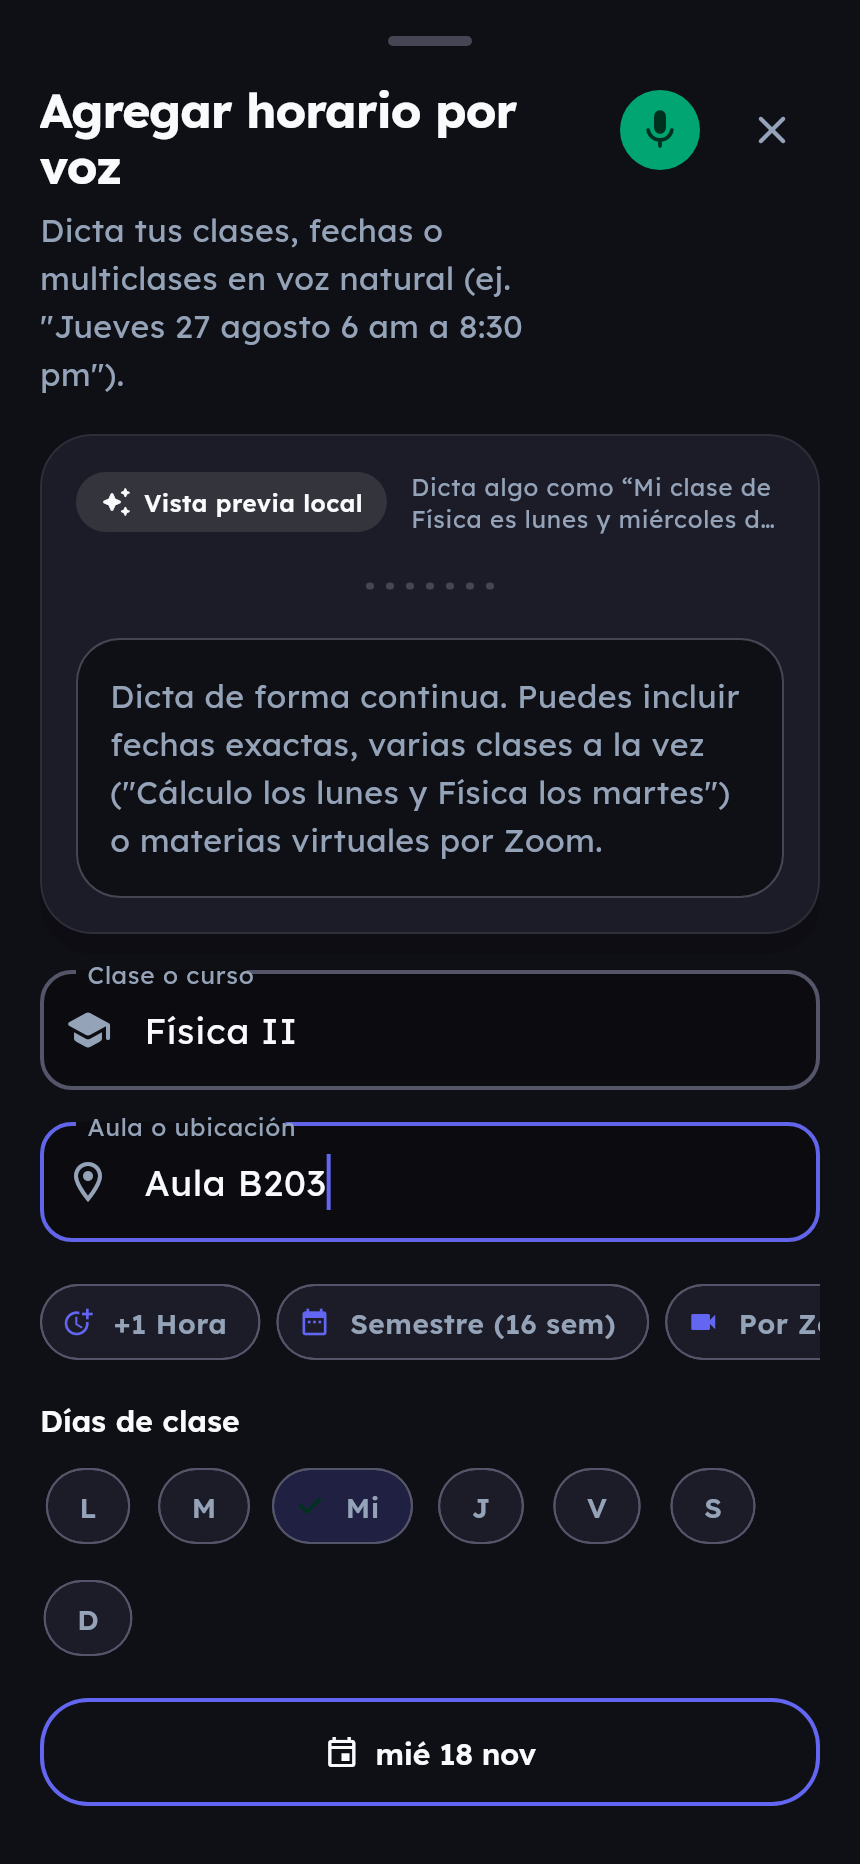 Agregar horario por
voz
Dicta tus clases, fechas o
multiclases en voz natural (ej.
"Jueves 27 agosto 6 am a 8:30
pm").
Vista previa local
Dicta algo como “Mi clase de
Física es lunes y miércoles d…
Dicta de forma continua. Puedes incluir
fechas exactas, varias clases a la vez
("Cálculo los lunes y Física los martes")
o materias virtuales por Zoom.
Clase o curso
Física II
Aula o ubicación
Aula B203
+1 Hora
Semestre (16 sem)
Por
Días de clase
L
M
Mi
J
V
S
D
mié 18 nov